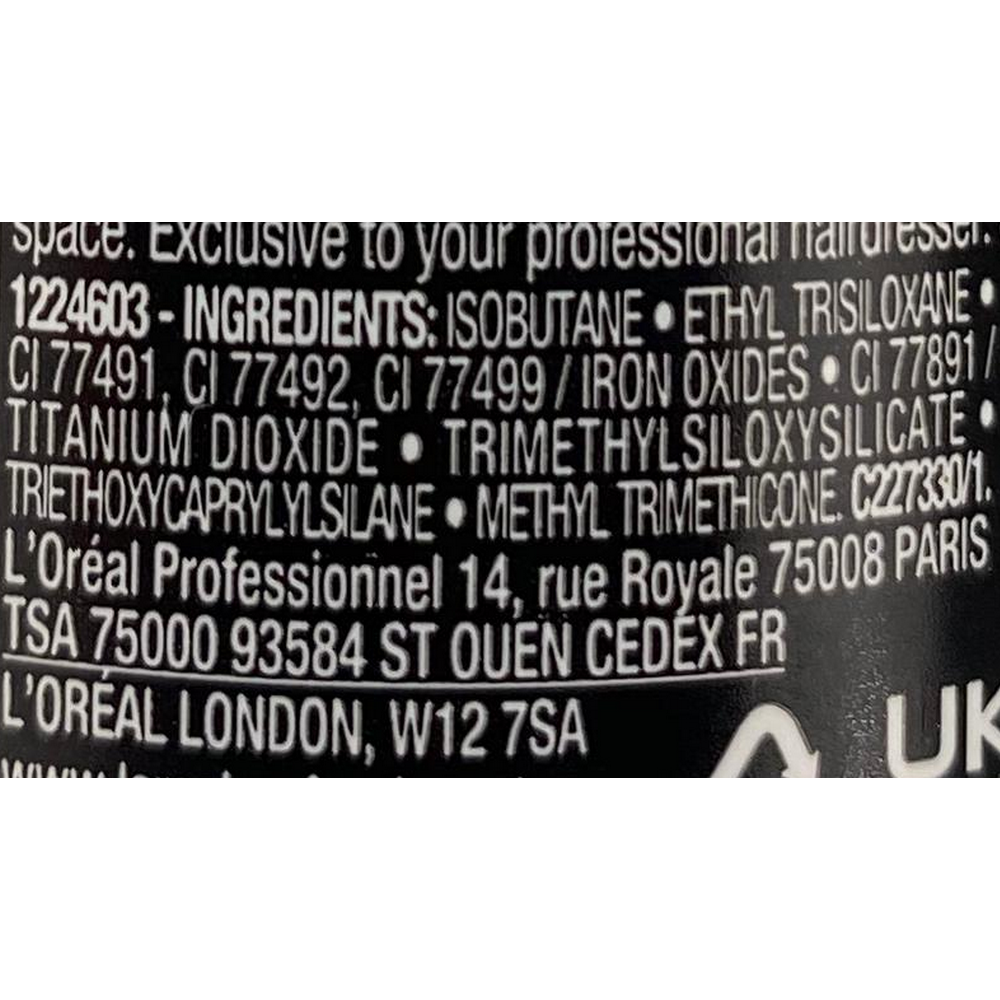 space. Exclusive to your professional hairdresser.
1224603 - INGREDIENTS: ISOBUTANE • ETHYL TRISILOXANE •
CI 77491, CI 77492, CI 77499 / IRON OXIDES • CI 77891 /
TITANIUM DIOXIDE • TRIMETHYLSILOXYSILICATE •
TRIETHOXYCAPRYLYLSILANE • METHYL TRIMETHICONE. C227330/1.
L'Oréal Professionnel 14, rue Royale 75008 PARIS
TSA 75000 93584 ST OUEN CEDEX FR
L'ORÉAL LONDON, W12 7SA
UK